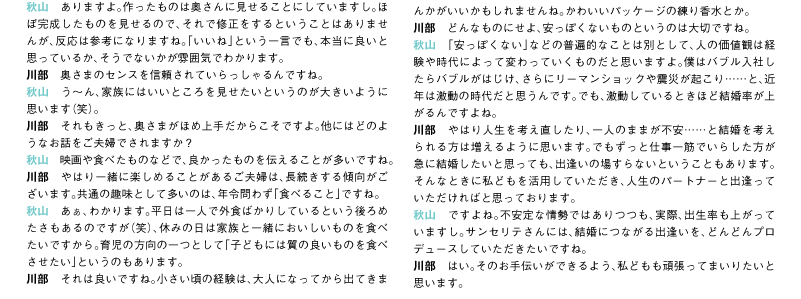 秋山　ありますよ。作ったものは奥さんに見せることにしていますし。ほ
ぼ完成したものを見せるので、それで修正をするということはありませ
んが、反応は参考になりますね。「いいね」という一言でも、本当に良いと
思っているか、そうでないかが雰囲気でわかります。
川部　奥さまのセンスを信頼されていらっしゃるんですね。
秋山　う〜ん、家族にはいいところを見せたいというのが大きいように
思います（笑）。
川部　それもきっと、奥さまがほめ上手だからこそですよ。他にはどのよ
うなお話をご夫婦でされますか？
秋山　映画や食べたものなどで、良かったものを伝えることが多いですね。
川部　やはり一緒に楽しめることがあるご夫婦は、長続きする傾向がご
ざいます。共通の趣味として多いのは、年令問わず「食べること」ですね。
秋山　あぁ、わかります。平日は一人で外食ばかりしているという後ろめ
たさもあるのですが（笑）、休みの日は家族と一緒においしいものを食べ
たいですから。育児の方向の一つとして「子どもには質の良いものを食べ
させたい」というのもあります。
川部　それは良いですね。小さい頃の経験は、大人になってから出てきま
んかがいいかもしれませんね。かわいいパッケージの練り香水とか。
川部　どんなものにせよ、安っぽくないものというのは大切ですね。
秋山　「安っぽくない」などの普遍的なことは別として、人の価値観は経
験や時代によって変わっていくものだと思いますよ。僕はバブル入社し
たらバブルがはじけ、さらにリーマンショックや震災が起こり……と、近
年は激動の時代だと思うんです。でも、激動しているときほど結婚率が上
がるんですよね。
川部　やはり人生を考え直したり、一人のままが不安……と結婚を考え
られる方は増えるように思います。でもずっと仕事一筋でいらした方が
急に結婚したいと思っても、出逢いの場すらないということもあります。
そんなときに私どもを活用していただき、人生のパートナーと出逢って
いただければと思っております。
秋山　ですよね。不安定な情勢ではありつつも、実際、出生率も上がって
いますし。サンセリテさんには、結婚につながる出逢いを、どんどんプロ
デュースしていただきたいですね。
川部　はい。そのお手伝いができるよう、私どもも頑張ってまいりたいと
思います。